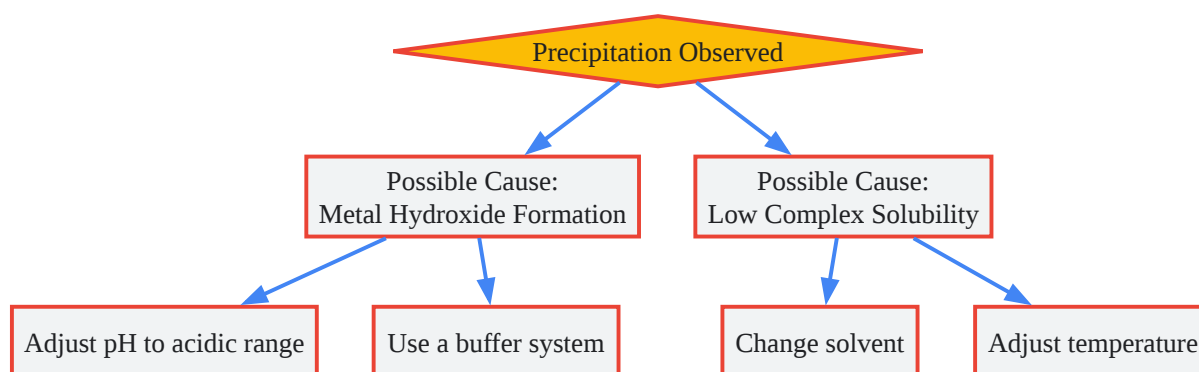 Precipitation Observed
Possible Cause:
Metal Hydroxide Formation
Possible Cause:
Low Complex Solubility
Adjust pH to acidic range
Use a buffer system
Change solvent
Adjust temperature